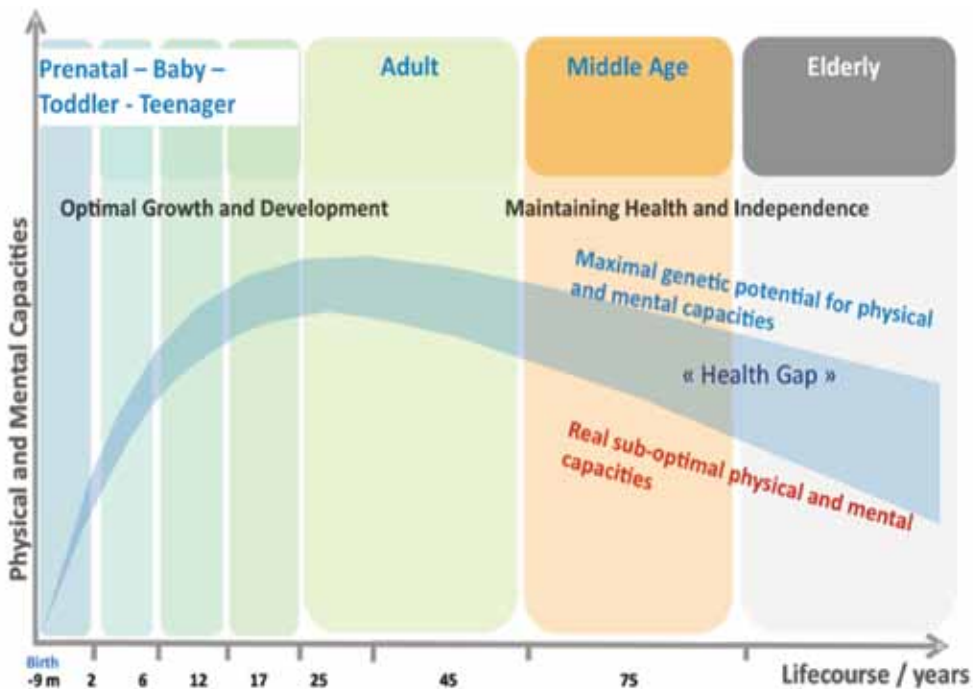 Prenatal – Baby –
Toddler - Teenager
Adult
Middle Age
Elderly
Optimal Growth and Development
Maintaining Health and Independence
Physical and Mental Capacities
Maximal genetic potential for physical
and mental capacities
« Health Gap »
Real sub-optimal physical and mental
capacities
Birth
-9 m 2 6 12 17 25 45 75 Lifecourse / years